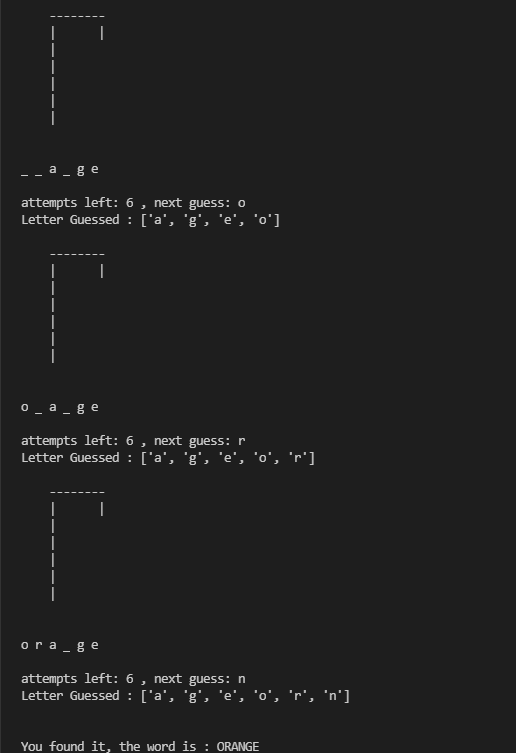 --------
    |      |
    |
    |
    |
    |
    |
_ _ a _ g e
attempts left: 6 , next guess: o
Letter Guessed : ['a', 'g', 'e', 'o']
    --------
    |      |
    |
    |
    |
    |
    |
o _ a _ g e
attempts left: 6 , next guess: r
Letter Guessed : ['a', 'g', 'e', 'o', 'r']
    --------
    |      |
    |
    |
    |
    |
    |
o r a _ g e
attempts left: 6 , next guess: n
Letter Guessed : ['a', 'g', 'e', 'o', 'r', 'n']
You found it, the word is : ORANGE